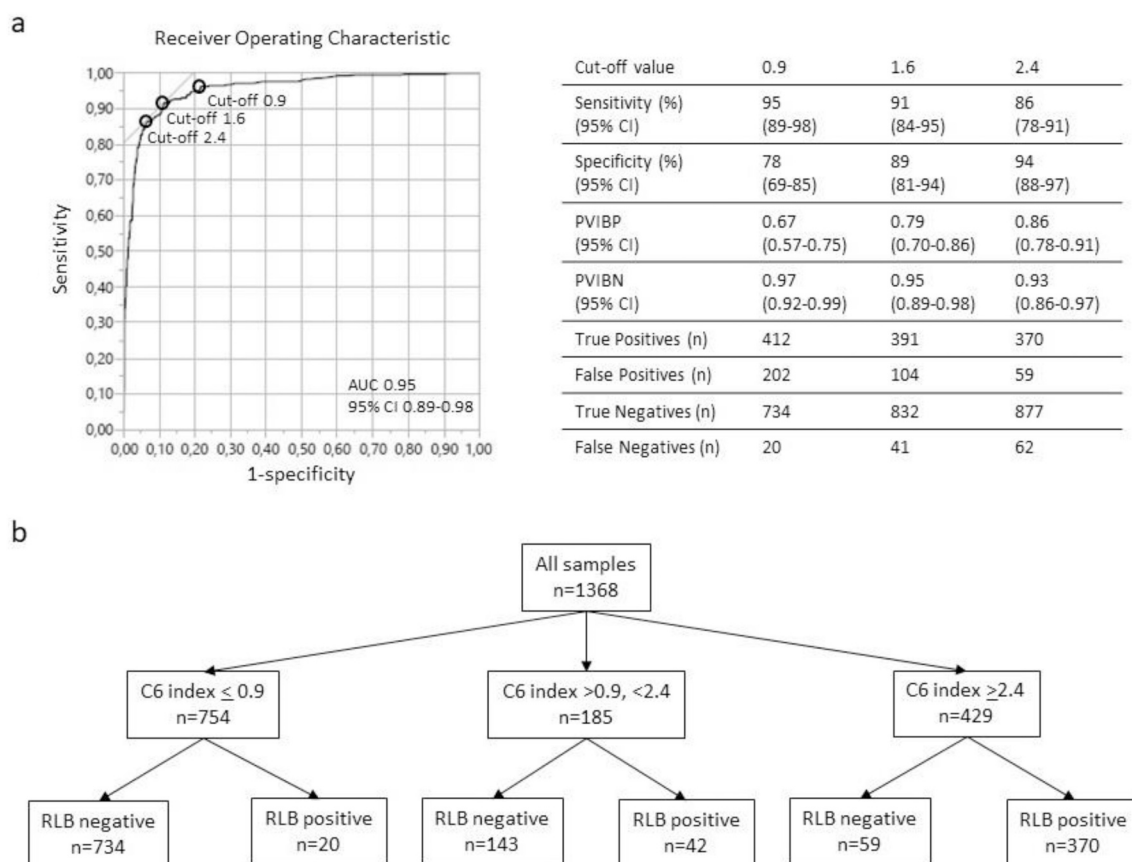 a
Receiver Operating Characteristic
1,00
0,90
0,80
0,70
0,60
0,50
0,40
0,30
0,20
0,10
0,00
Sensitivity
Cut-off 0.9
Cut-off 1.6
Cut-off 2.4
AUC 0.95
95% CI 0.89-0.98
0,00 0,10 0,20 0,30 0,40 0,50 0,60 0,70 0,80 0,90 1,00
1-specificity
Cut-off value 0.9 1.6 2.4
Sensitivity (%) 95 91 86
(95% CI) (89-98) (84-95) (78-91)
Specificity (%) 78 89 94
(95% CI) (69-85) (81-94) (88-97)
PVIBP 0.67 0.79 0.86
(95% CI) (0.57-0.75) (0.70-0.86) (0.78-0.91)
PVIBN 0.97 0.95 0.93
(95% CI) (0.92-0.99) (0.89-0.98) (0.86-0.97)
True Positives (n) 412 391 370
False Positives (n) 202 104 59
True Negatives (n) 734 832 877
False Negatives (n) 20 41 62
b
All samples
n=1368
C6 index ≤ 0.9
n=754
C6 index >0.9, <2.4
n=185
C6 index ≥2.4
n=429
RLB negative
n=734
RLB positive
n=20
RLB negative
n=143
RLB positive
n=42
RLB negative
n=59
RLB positive
n=370